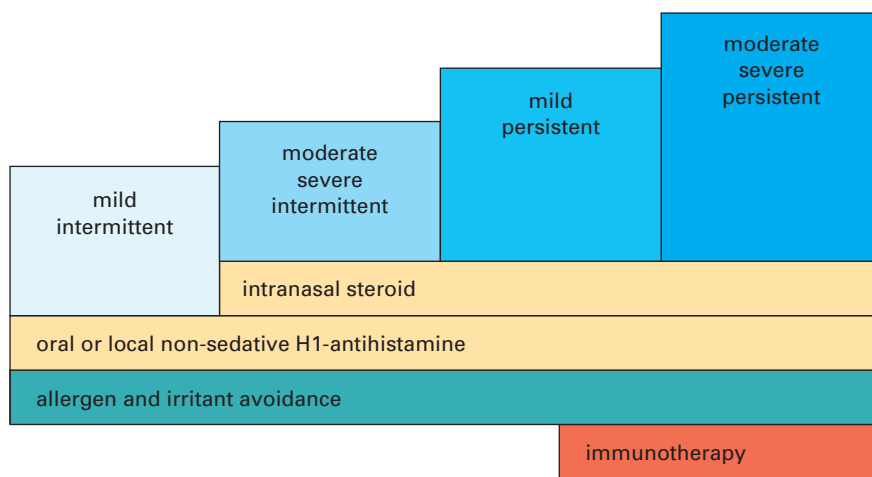 mild
intermittent
moderate
severe
intermittent
mild
persistent
moderate
severe
persistent
intranasal steroid
oral or local non-sedative H1-antihistamine
allergen and irritant avoidance
immunotherapy